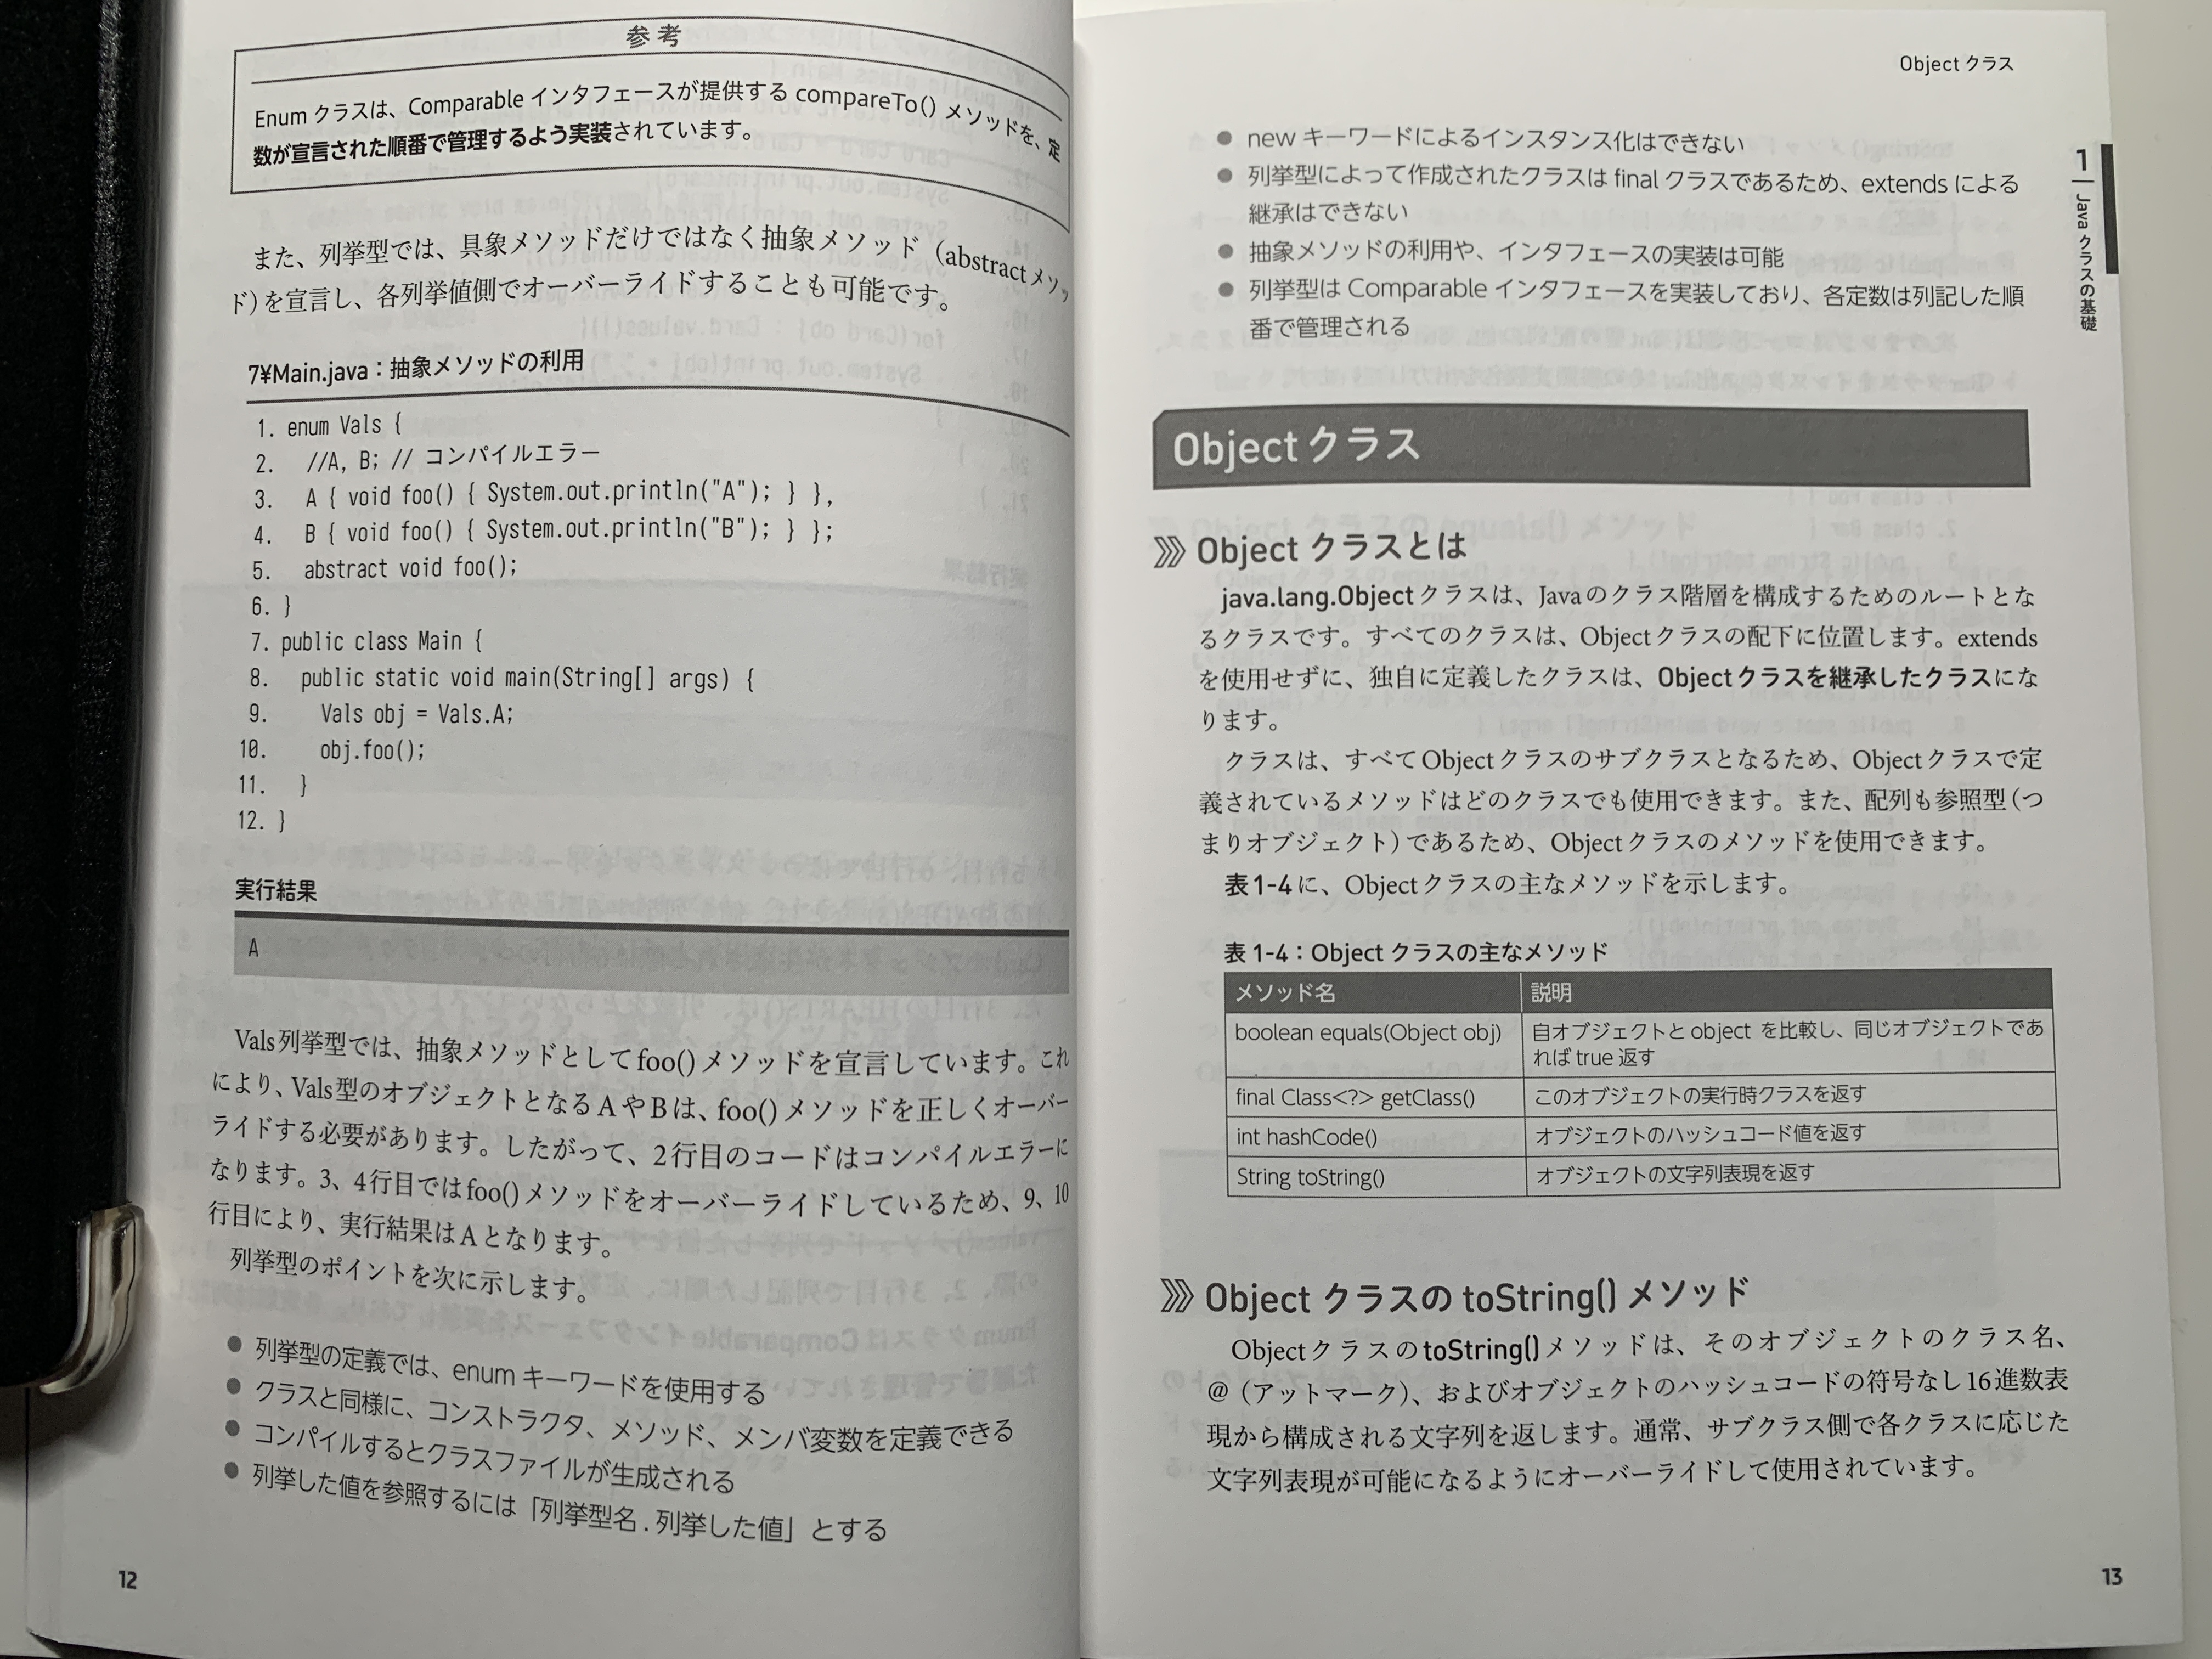 参考
Enum クラスは、Comparable インタフェースが提供する compareTo() メソッドを、定
数が宣言された順番で管理するよう実装されています。
また、列挙型では、具象メソッドだけではなく抽象メソッド（abstractメソッ
ド）を宣言し、各列挙値側でオーバーライドすることも可能です。
7¥Main.java：抽象メソッドの利用
1. enum Vals {
2. //A, B; // コンパイルエラー
3. A { void foo() { System.out.println("A"); } },
4. B { void foo() { System.out.println("B"); } };
5. abstract void foo();
6. }
7. public class Main {
8. public static void main(String[] args) {
9. Vals obj = Vals.A;
10. obj.foo();
11. }
12. }
実行結果
A
Vals列挙型では、抽象メソッドとしてfoo()メソッドを宣言しています。これ
により、Vals型のオブジェクトとなるAやBは、foo()メソッドを正しくオーバー
ライドする必要があります。したがって、2行目のコードはコンパイルエラーに
なります。3、4行目ではfoo()メソッドをオーバーライドしているため、9、10
行目により、実行結果はAとなります。
列挙型のポイントを次に示します。
● 列挙型の定義では、enum キーワードを使用する
● クラスと同様に、コンストラクタ、メソッド、メンバ変数を定義できる
● コンパイルするとクラスファイルが生成される
● 列挙した値を参照するには「列挙型名 . 列挙した値」とする
12
Object クラス
● new キーワードによるインスタンス化はできない
● 列挙型によって作成されたクラスは final クラスであるため、extends による
継承はできない
● 抽象メソッドの利用や、インタフェースの実装は可能
● 列挙型は Comparable インタフェースを実装しており、各定数は列記した順
番で管理される
1 Java クラスの基礎
Object クラス
Object クラスとは
java.lang.Objectクラスは、Javaのクラス階層を構成するためのルートとな
るクラスです。すべてのクラスは、Objectクラスの配下に位置します。extends
を使用せずに、独自に定義したクラスは、Objectクラスを継承したクラスにな
ります。
クラスは、すべてObjectクラスのサブクラスとなるため、Objectクラスで定
義されているメソッドはどのクラスでも使用できます。また、配列も参照型（つ
まりオブジェクト）であるため、Objectクラスのメソッドを使用できます。
表1-4に、Objectクラスの主なメソッドを示します。
表 1-4：Object クラスの主なメソッド
メソッド名 説明
boolean equals(Object obj) 自オブジェクトと object を比較し、同じオブジェクトであ
れば true 返す
final Class<?> getClass() このオブジェクトの実行時クラスを返す
int hashCode() オブジェクトのハッシュコード値を返す
String toString() オブジェクトの文字列表現を返す
Object クラスの toString() メソッド
ObjectクラスのtoString()メソッドは、そのオブジェクトのクラス名、
@（アットマーク）、およびオブジェクトのハッシュコードの符号なし16進数表
現から構成される文字列を返します。通常、サブクラス側で各クラスに応じた
文字列表現が可能になるようにオーバーライドして使用されています。
13